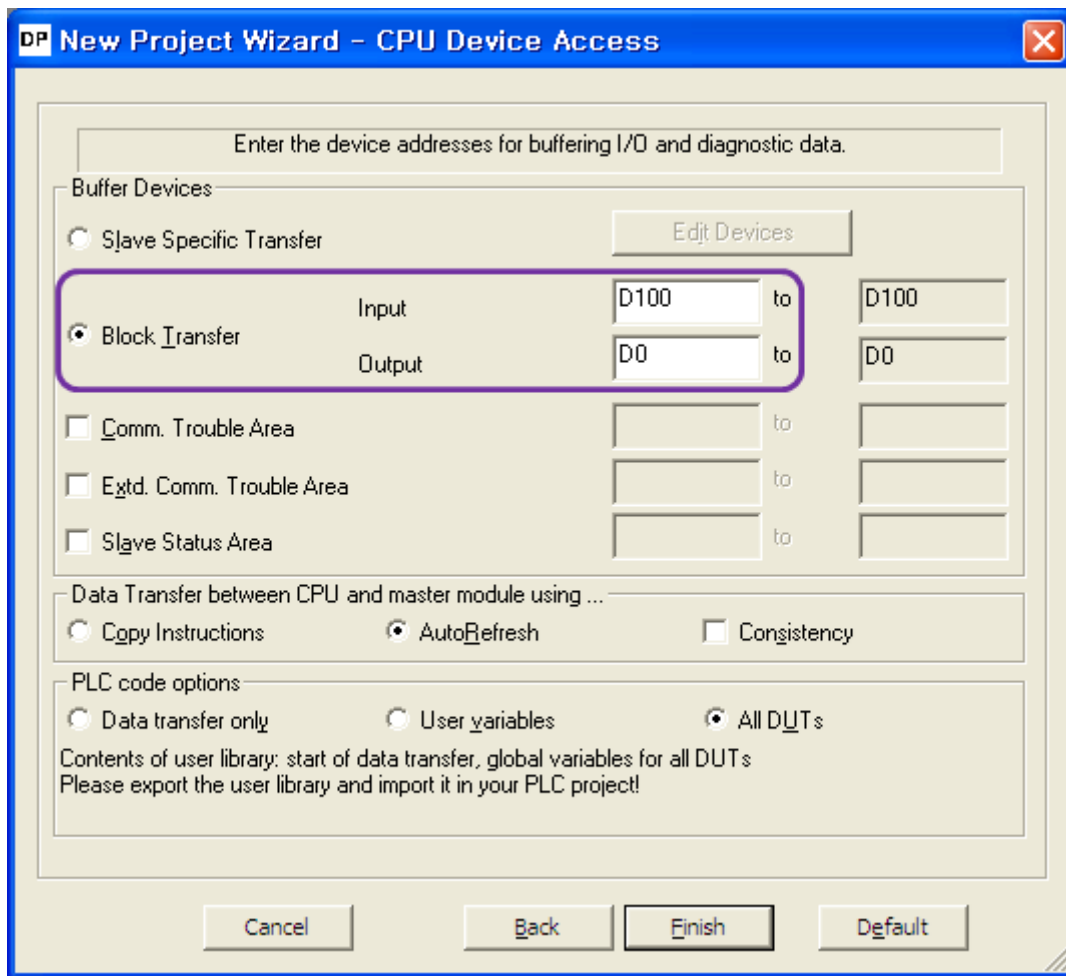 DP New Project Wizard - CPU Device Access
Enter the device addresses for buffering I/O and diagnostic data.
Buffer Devices
Slave Specific Transfer Edit Devices
Input D100 to D100
Block Transfer
Output D0 to D0
Comm. Trouble Area to
Extd. Comm. Trouble Area to
Slave Status Area to
Data Transfer between CPU and master module using ...
Copy Instructions AutoRefresh Consistency
PLC code options
Data transfer only User variables All DUTs
Contents of user library: start of data transfer, global variables for all DUTs
Please export the user library and import it in your PLC project!
Cancel Back Finish Default